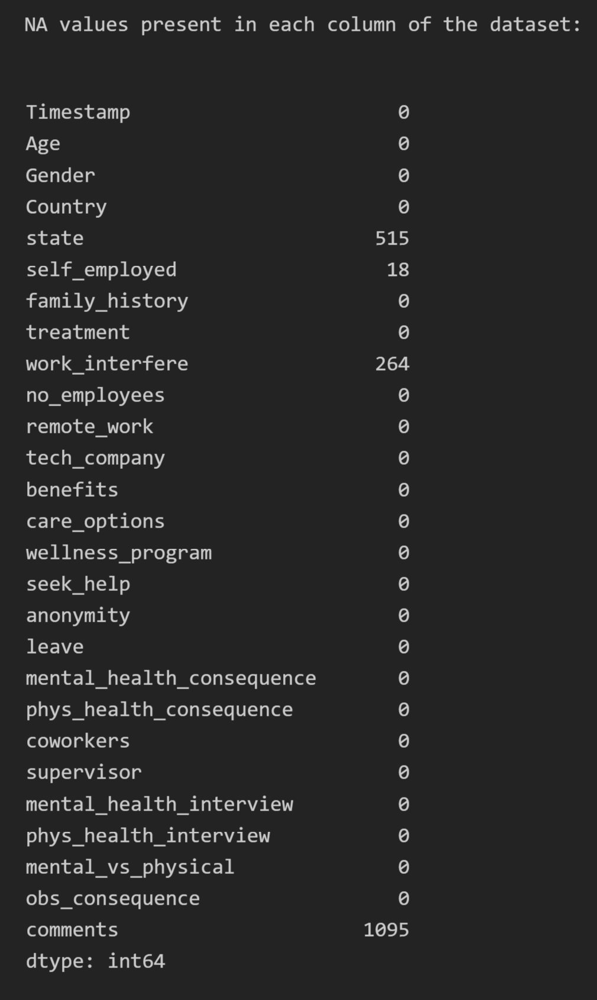 NA values present in each column of the dataset:
Timestamp 0
Age 0
Gender 0
Country 0
state 515
self_employed 18
family_history 0
treatment 0
work_interfere 264
no_employees 0
remote_work 0
tech_company 0
benefits 0
care_options 0
wellness_program 0
seek_help 0
anonymity 0
leave 0
mental_health_consequence 0
phys_health_consequence 0
coworkers 0
supervisor 0
mental_health_interview 0
phys_health_interview 0
mental_vs_physical 0
obs_consequence 0
comments 1095
dtype: int64